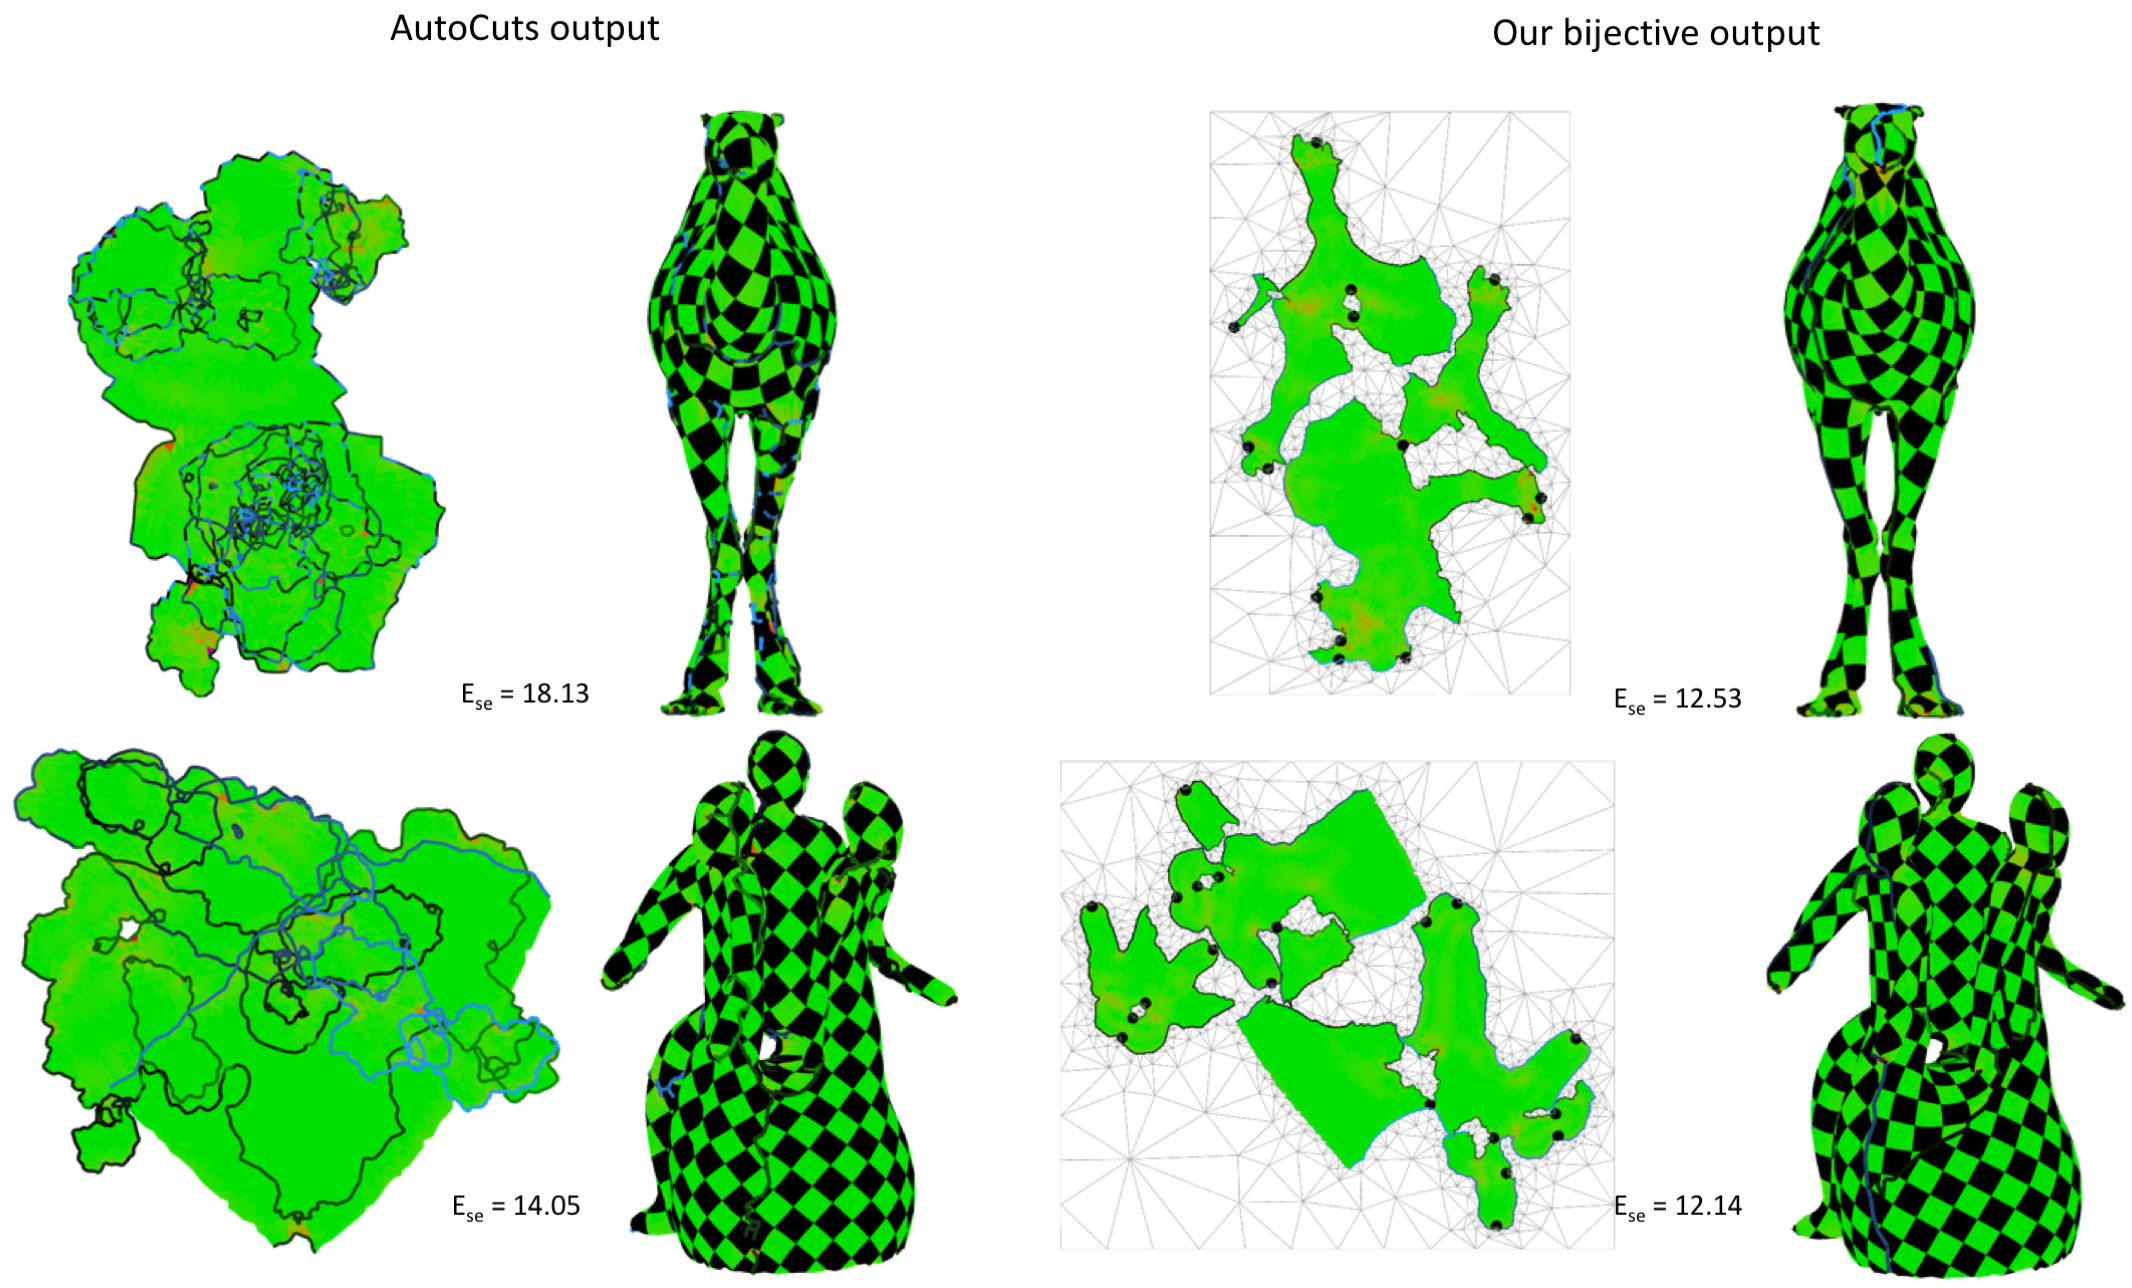 AutoCuts output
Our bijective output
Ese = 18.13
Ese = 12.53
Ese = 14.05
Ese = 12.14